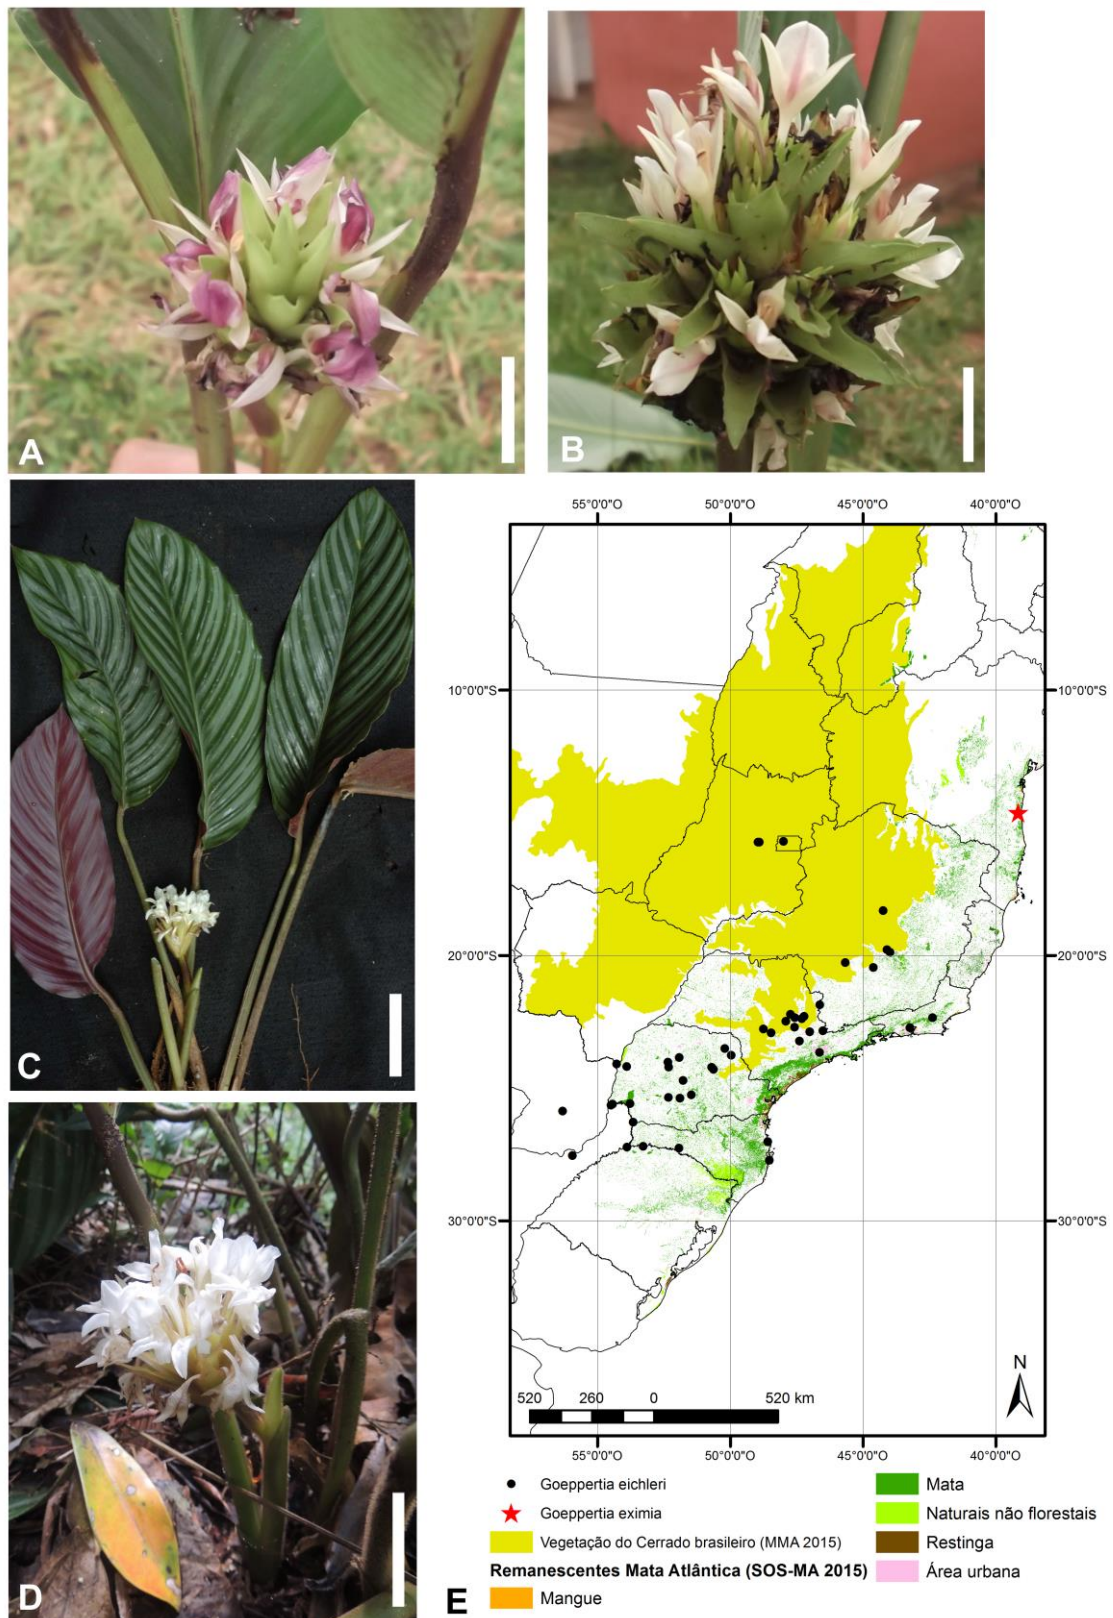 A
B
C
55°0'0"O 50°0'0"O 45°0'0"O 40°0'0"O
10°0'0"S 10°0'0"S
20°0'0"S 20°0'0"S
30°0'0"S 30°0'0"S
N
520 260 0 520 km
55°0'0"O 50°0'0"O 45°0'0"O 40°0'0"O
D
Goeppertia eichleri
Goeppertia eximia
Vegetação do Cerrado brasileiro (MMA 2015)
Remanescentes Mata Atlântica (SOS-MA 2015)
Mangue
Mata
Naturais não florestais
Restinga
Área urbana
E